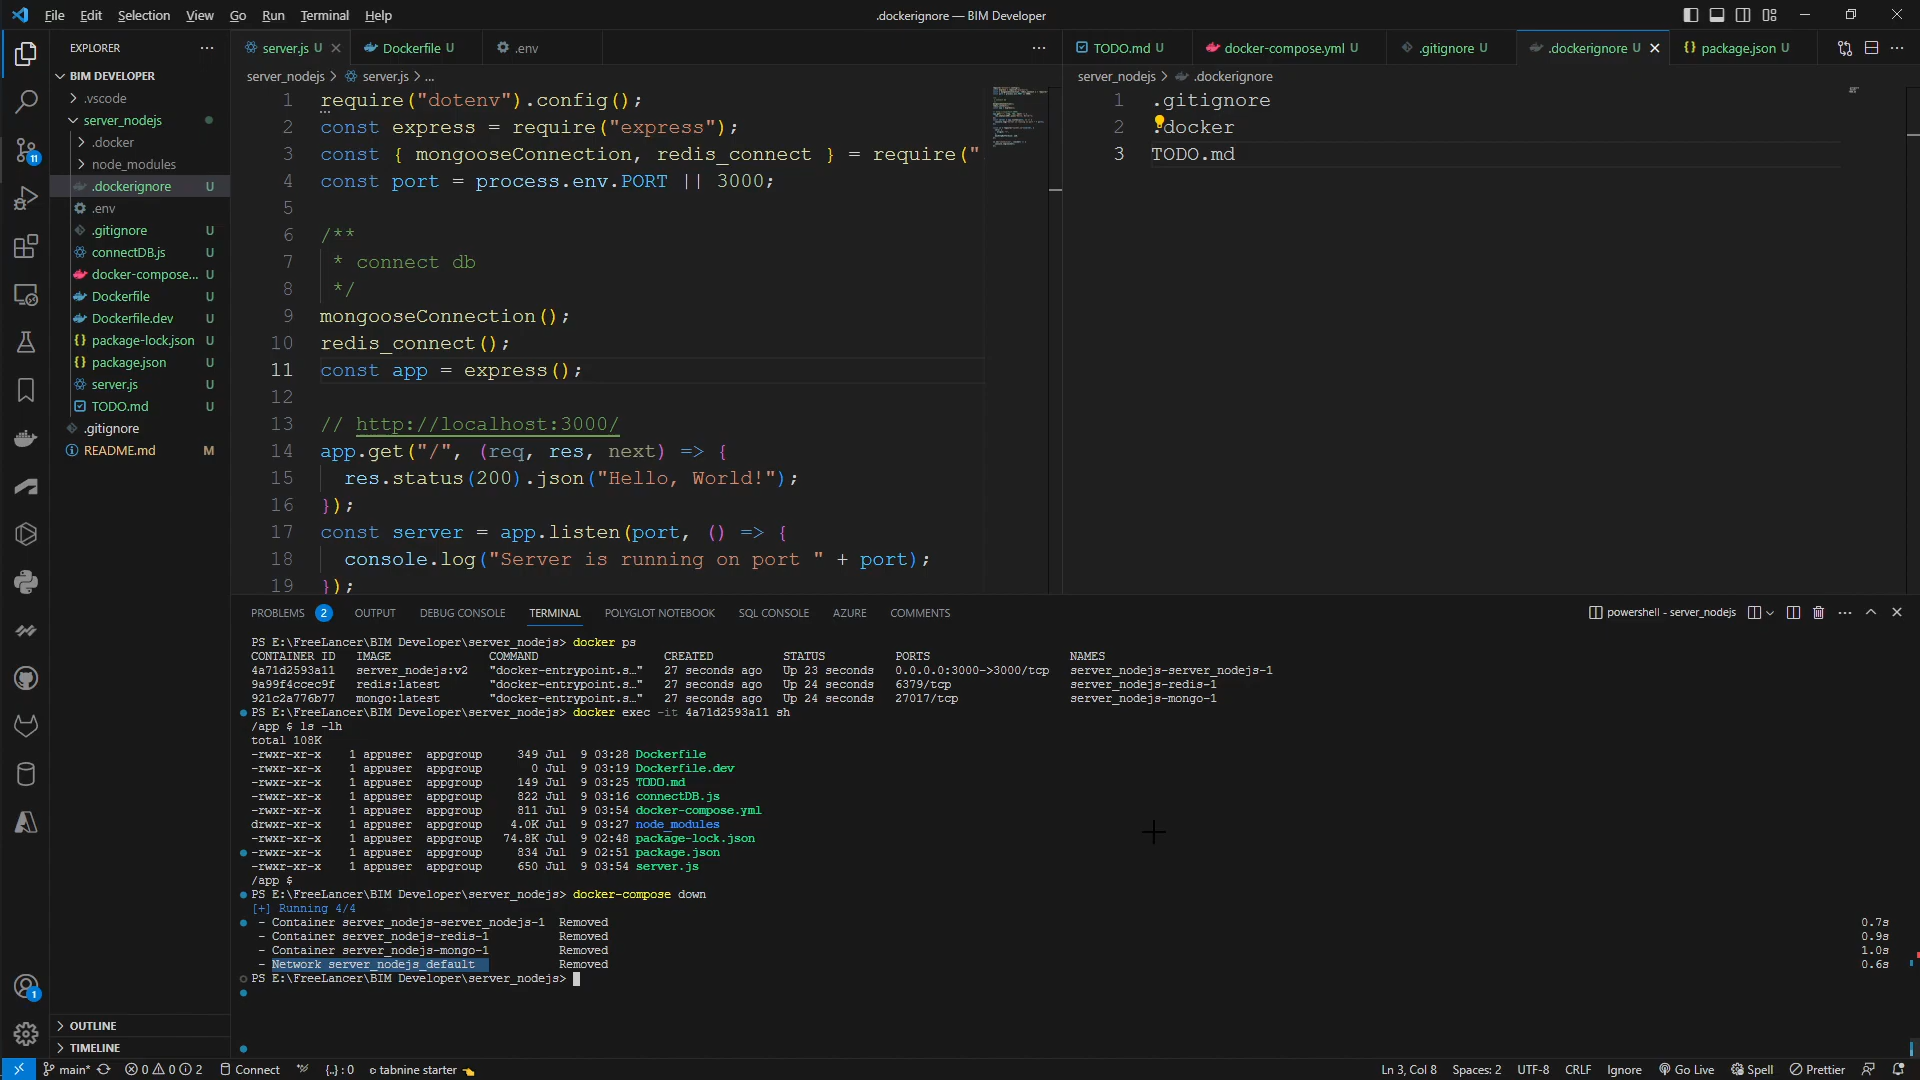 File Edit Selection View Go Run Terminal Help
.dockerignore — BIM Developer
EXPLORER
BIM DEVELOPER
.vscode
server_nodejs
.docker
node_modules
.dockerignore U
.env
.gitignore U
connectDB.js U
docker-compose... U
Dockerfile U
Dockerfile.dev U
package-lock.json U
package.json U
server.js U
TODO.md U
.gitignore
README.md M
OUTLINE
TIMELINE
11
1
server.js U
Dockerfile U
.env
server_nodejs > server.js > ...
1 require("dotenv").config();
2 const express = require("express");
3 const { mongooseConnection, redis_connect } = require("
4 const port = process.env.PORT || 3000;
5
6 /**
7 * connect db
8 */
9 mongooseConnection();
10 redis_connect();
11 const app = express();
12
13 // http://localhost:3000/
14 app.get("/", (req, res, next) => {
15 res.status(200).json("Hello, World!");
16 });
17 const server = app.listen(port, () => {
18 console.log("Server is running on port " + port);
19 });
TODO.md U
docker-compose.yml U
.gitignore U
.dockerignore U
package.json U
server_nodejs > .dockerignore
1 .gitignore
2 .docker
3 TODO.md
PROBLEMS 2 OUTPUT DEBUG CONSOLE TERMINAL POLYGLOT NOTEBOOK SQL CONSOLE AZURE COMMENTS
powershell - server_nodejs
PS E:\FreeLancer\BIM Developer\server_nodejs> docker ps
CONTAINER ID IMAGE COMMAND CREATED STATUS PORTS NAMES
4a71d2593a11 server_nodejs:v2 "docker-entrypoint.s…" 27 seconds ago Up 23 seconds 0.0.0.0:3000->3000/tcp server_nodejs-server_nodejs-1
9a99f4ccec9f redis:latest "docker-entrypoint.s…" 27 seconds ago Up 24 seconds 6379/tcp server_nodejs-redis-1
921c2a776b77 mongo:latest "docker-entrypoint.s…" 27 seconds ago Up 24 seconds 27017/tcp server_nodejs-mongo-1
PS E:\FreeLancer\BIM Developer\server_nodejs> docker exec -it 4a71d2593a11 sh
/app $ ls -lh
total 108K
-rwxr-xr-x 1 appuser appgroup 349 Jul 9 03:28 Dockerfile
-rwxr-xr-x 1 appuser appgroup 0 Jul 9 03:19 Dockerfile.dev
-rwxr-xr-x 1 appuser appgroup 149 Jul 9 03:25 TODO.md
-rwxr-xr-x 1 appuser appgroup 822 Jul 9 03:16 connectDB.js
-rwxr-xr-x 1 appuser appgroup 811 Jul 9 03:54 docker-compose.yml
drwxr-xr-x 1 appuser appgroup 4.0K Jul 9 03:27 node_modules
-rwxr-xr-x 1 appuser appgroup 74.8K Jul 9 02:48 package-lock.json
-rwxr-xr-x 1 appuser appgroup 834 Jul 9 02:51 package.json
-rwxr-xr-x 1 appuser appgroup 650 Jul 9 03:54 server.js
/app $
PS E:\FreeLancer\BIM Developer\server_nodejs> docker-compose down
[+] Running 4/4
- Container server_nodejs-server_nodejs-1 Removed 0.7s
- Container server_nodejs-redis-1 Removed 0.9s
- Container server_nodejs-mongo-1 Removed 1.0s
- Network server_nodejs_default Removed 0.6s
PS E:\FreeLancer\BIM Developer\server_nodejs>
main* 0 0 2 Connect {..} : 0 tabnine starter
Ln 3, Col 8 Spaces: 2 UTF-8 CRLF Ignore Go Live Spell Prettier